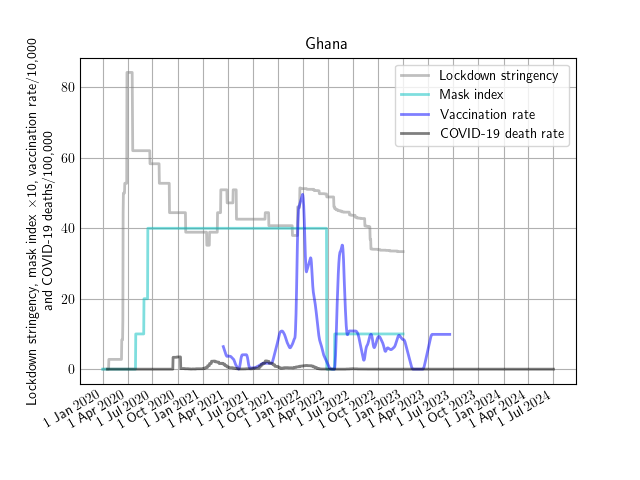 Ghana
Lockdown stringency, mask index ×10, vaccination rate/10,000
and COVID-19 deaths/100,000
80
60
40
20
0
Lockdown stringency
Mask index
Vaccination rate
COVID-19 death rate
1 Jan 2020
1 Apr 2020
1 Jul 2020
1 Oct 2020
1 Jan 2021
1 Apr 2021
1 Jul 2021
1 Oct 2021
1 Jan 2022
1 Apr 2022
1 Jul 2022
1 Oct 2022
1 Jan 2023
1 Apr 2023
1 Jul 2023
1 Oct 2023
1 Jan 2024
1 Apr 2024
1 Jul 2024